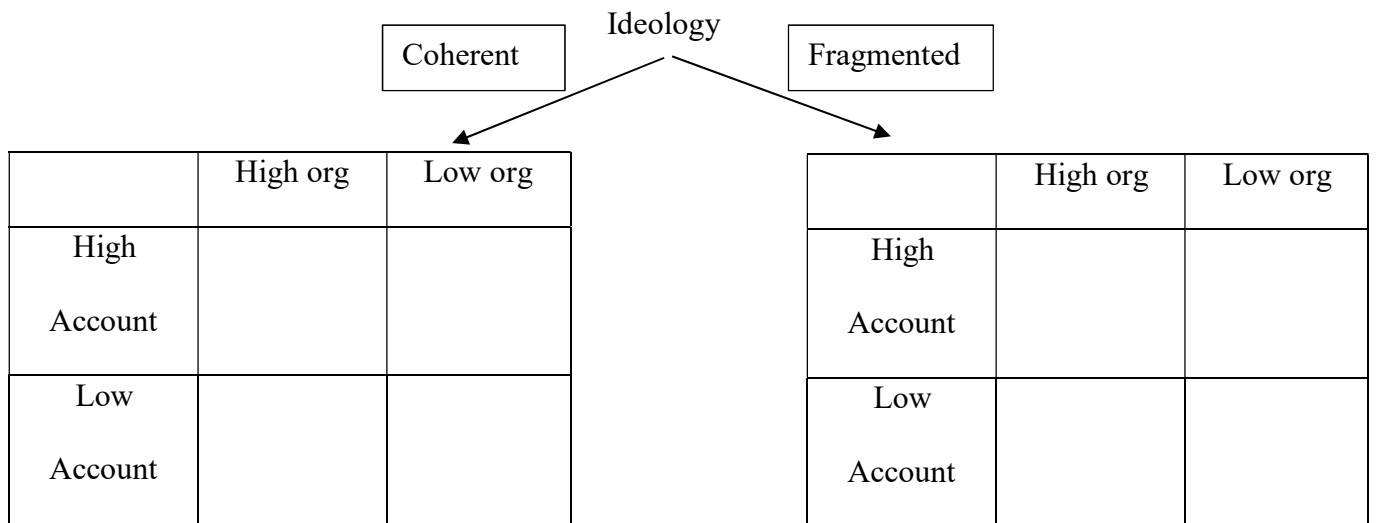 Ideology
Coherent
Fragmented
High org Low org
High
Account
Low
Account
High org Low org
High
Account
Low
Account